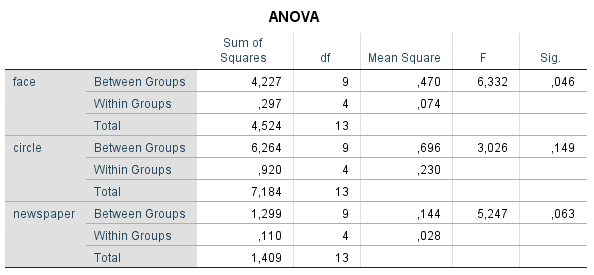 ANOVA
Sum of Squares df Mean Square F Sig.
face Between Groups 4,227 9 ,470 6,332 ,046
Within Groups ,297 4 ,074
Total 4,524 13
circle Between Groups 6,264 9 ,696 3,026 ,149
Within Groups ,920 4 ,230
Total 7,184 13
newspaper Between Groups 1,299 9 ,144 5,247 ,063
Within Groups ,110 4 ,028
Total 1,409 13